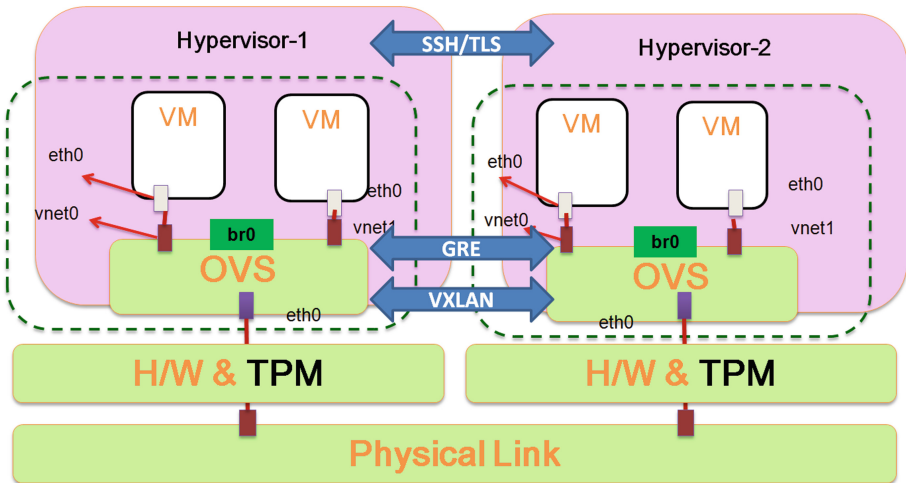 Hypervisor-1
SSH/TLS
Hypervisor-2
VM
VM
VM
VM
eth0
eth0
eth0
eth0
vnet0
vnet1
vnet0
vnet1
br0
GRE
br0
OVS
OVS
VXLAN
eth0
eth0
H/W & TPM
H/W & TPM
Physical Link